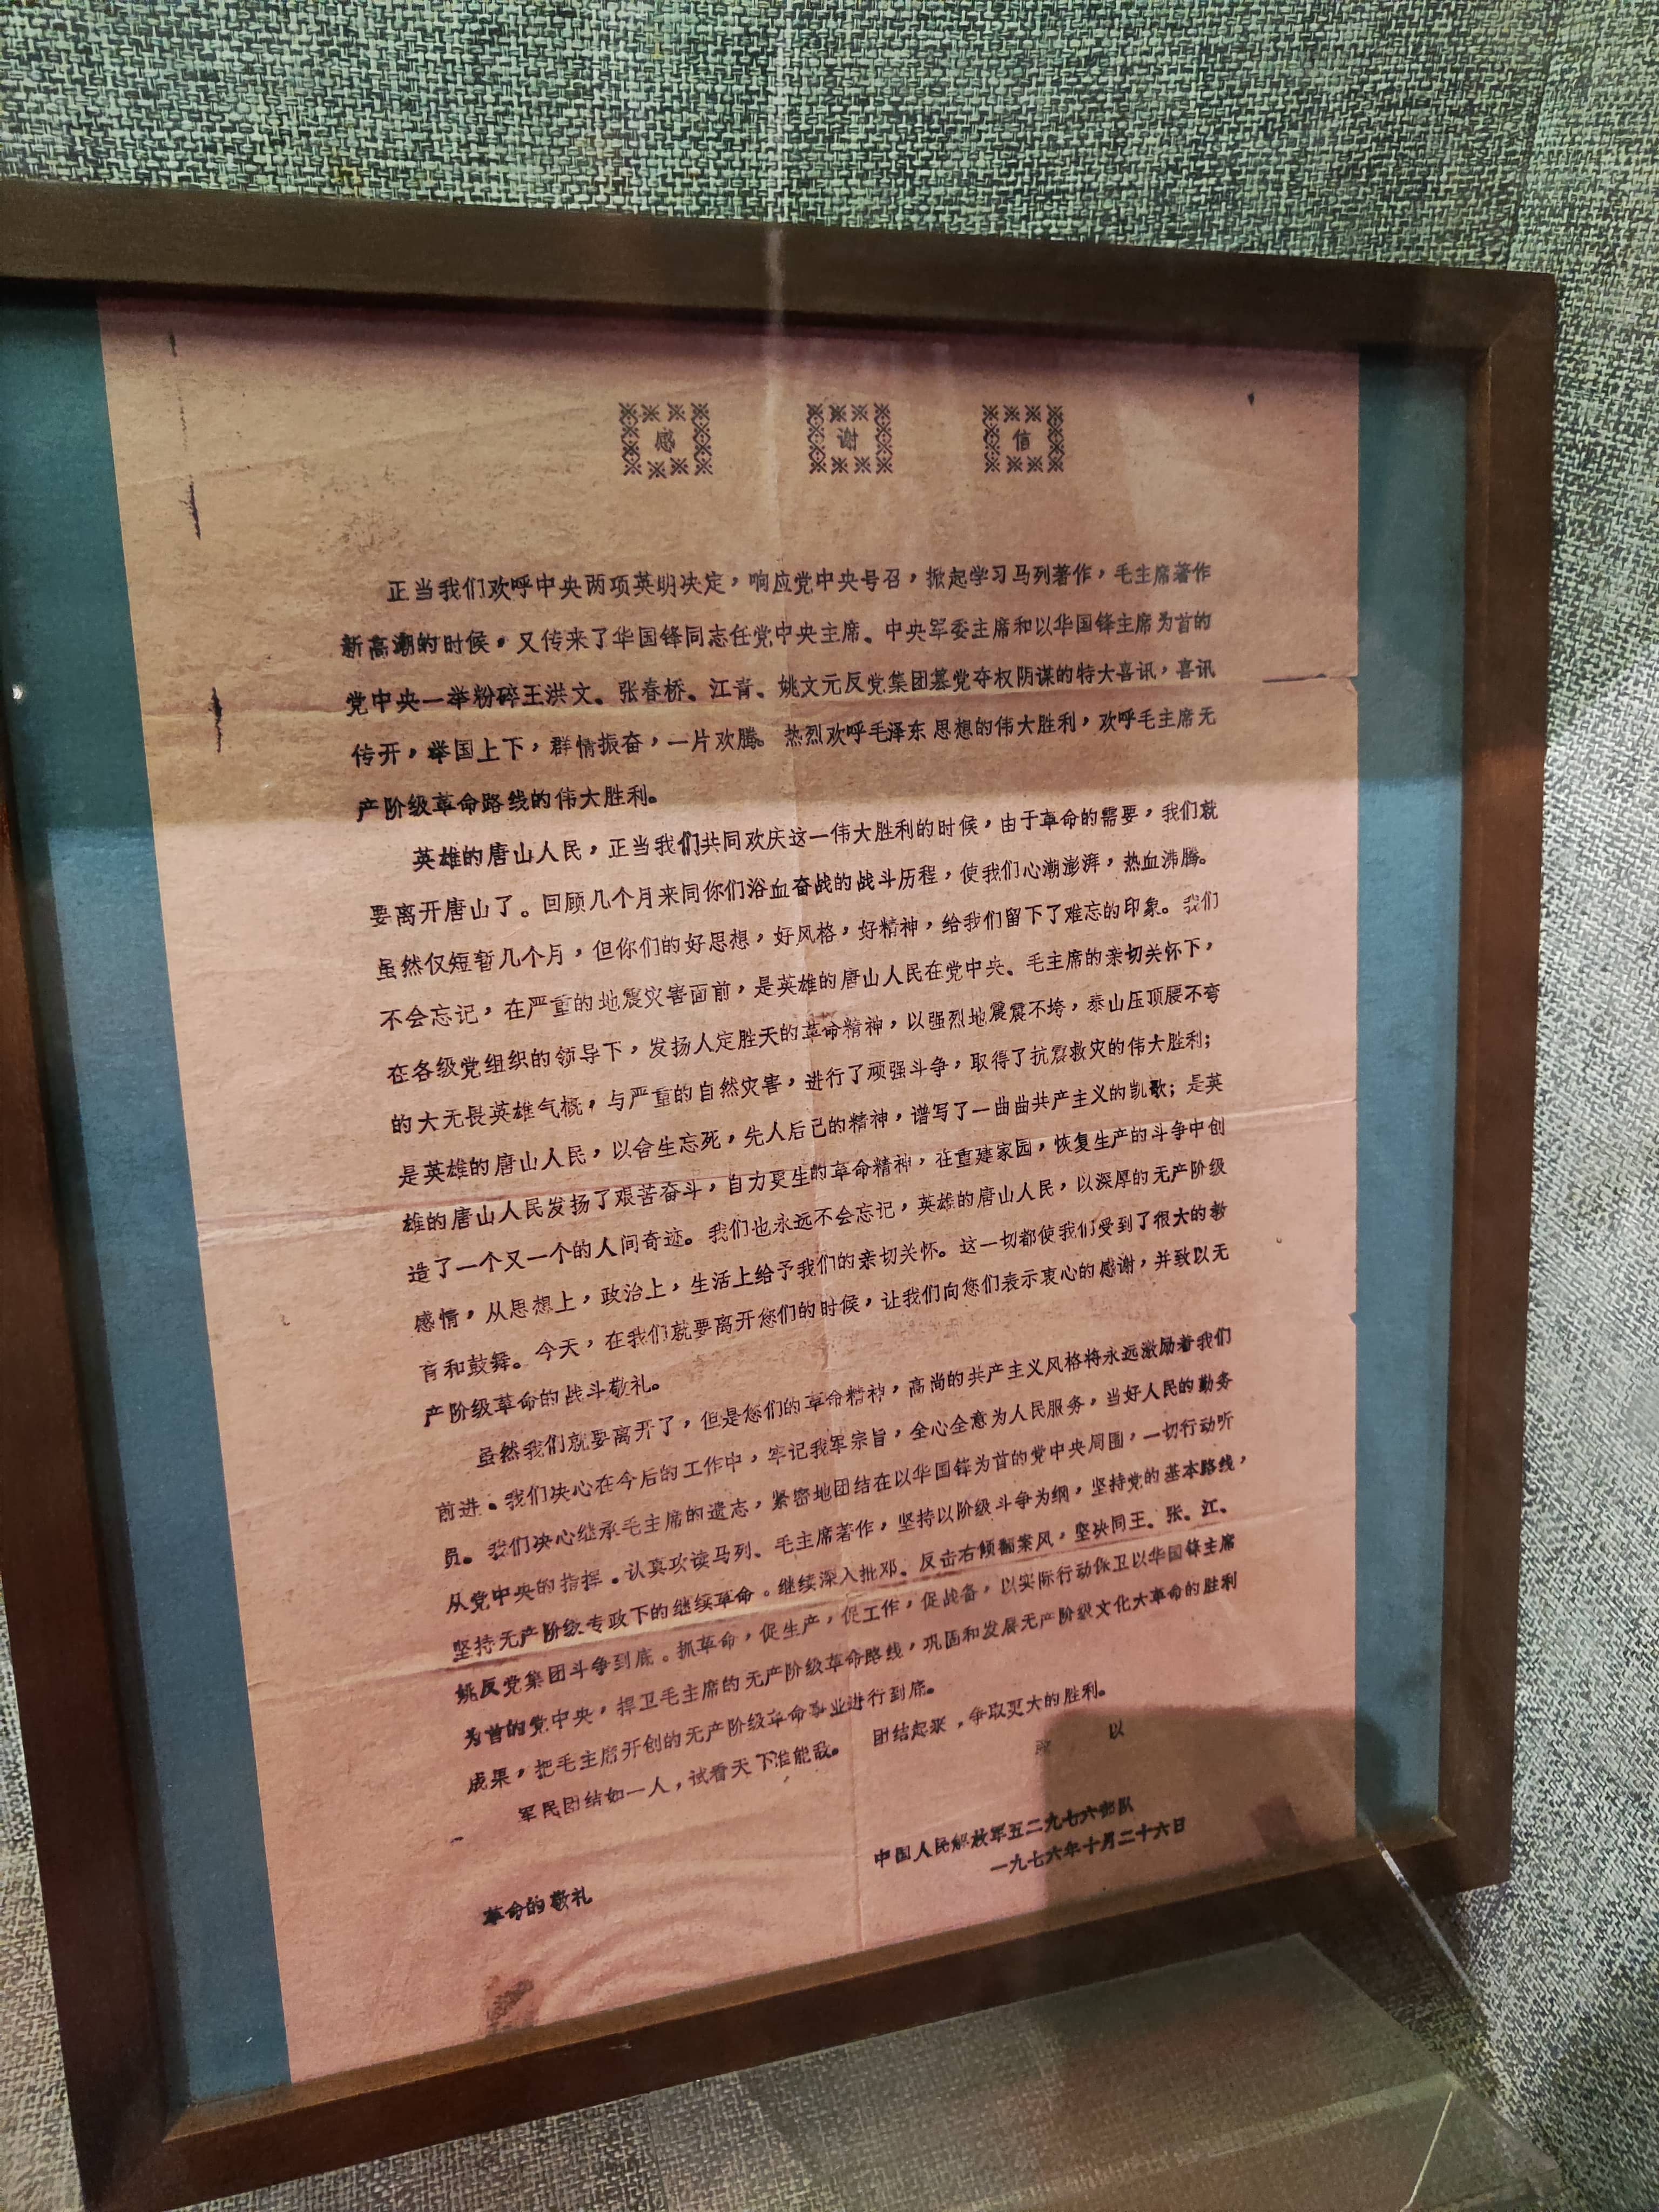 感 谢 信
正当我们欢呼中央两项英明决定，响应党中央号召，掀起学习马列著作，毛主席著作
新高潮的时候，又传来了华国锋同志任党中央主席、中央军委主席和以华国锋主席为首的
党中央一举粉碎王洪文、张春桥、江青、姚文元反党集团篡党夺权阴谋的特大喜讯，喜讯
传开，举国上下，群情振奋，一片欢腾。热烈欢呼毛泽东思想的伟大胜利，欢呼毛主席无
产阶级革命路线的伟大胜利。
英雄的唐山人民，正当我们共同欢庆这一伟大胜利的时候，由于革命的需要，我们就
要离开唐山了。回顾几个月来同你们浴血奋战的战斗历程，使我们心潮澎湃，热血沸腾。
虽然仅短暂几个月，但你们的好思想，好风格，好精神，给我们留下了难忘的印象。我们
不会忘记，在严重的地震灾害面前，是英雄的唐山人民在党中央、毛主席的亲切关怀下，
在各级党组织的领导下，发扬人定胜天的革命精神，以强烈地震震不垮，泰山压顶腰不弯
的大无畏英雄气概，与严重的自然灾害，进行了顽强斗争，取得了抗震救灾的伟大胜利；
是英雄的唐山人民，以舍生忘死，先人后己的精神，谱写了一曲曲共产主义的凯歌；是英
雄的唐山人民发扬了艰苦奋斗，自力更生的革命精神，在重建家园，恢复生产的斗争中创
造了一个又一个的人间奇迹。我们也永远不会忘记，英雄的唐山人民，以深厚的无产阶级
感情，从思想上，政治上，生活上给予我们的亲切关怀。这一切都使我们受到了很大的教
育和鼓舞。今天，在我们就要离开您们的时候，让我们向您们表示衷心的感谢，并致以无
产阶级革命的战斗敬礼。
虽然我们就要离开了，但是您们的革命精神，高尚的共产主义风格将永远激励着我们
前进。我们决心在今后的工作中，牢记我军宗旨，全心全意为人民服务，当好人民的勤务
员。我们决心继承毛主席的遗志，紧密地团结在以华国锋为首的党中央周围，一切行动听
从党中央的指挥。认真攻读马列、毛主席著作，坚持以阶级斗争为纲，坚持党的基本路线，
坚持无产阶级专政下的继续革命。继续深入批邓、反击右倾翻案风，坚决同王、张、江、
姚反党集团斗争到底。抓革命，促生产，促工作，促战备，以实际行动保卫以华国锋主席
为首的党中央，捍卫毛主席的无产阶级革命路线，巩固和发展无产阶级文化大革命的胜利
成果，把毛主席开创的无产阶级革命事业进行到底。
军民团结如一人，试看天下谁能敌。 团结起来，争取更大的胜利。
以
中国人民解放军五二九七六部队
一九七六年十月二十六日
革命的敬礼